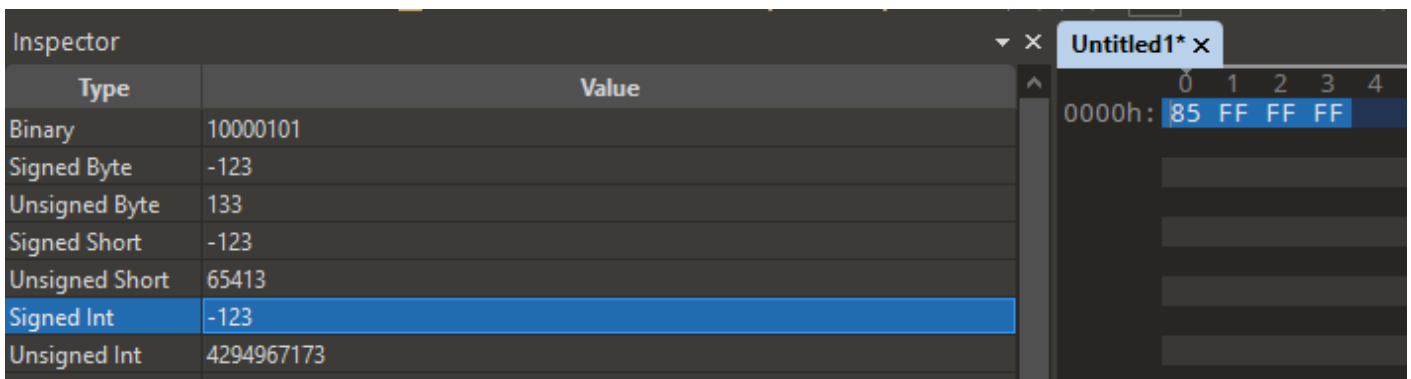 Inspector
Type Value
Binary 10000101
Signed Byte -123
Unsigned Byte 133
Signed Short -123
Unsigned Short 65413
Signed Int -123
Unsigned Int 4294967173
Untitled1*
0 1 2 3 4
0000h: 85 FF FF FF